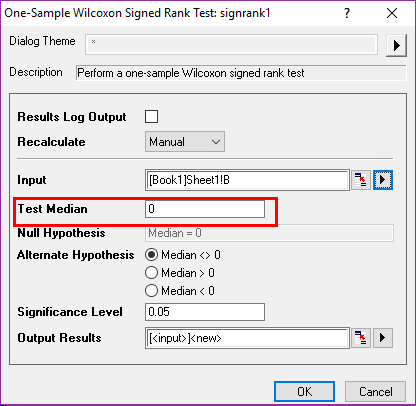 One-Sample Wilcoxon Signed Rank Test: signrank1
Dialog Theme *
Description Perform a one-sample Wilcoxon signed rank test
Results Log Output
Recalculate Manual
Input [Book1]Sheet1!B
Test Median 0
Null Hypothesis Median = 0
Alternate Hypothesis Median <> 0
Median > 0
Median < 0
Significance Level 0.05
Output Results [<input>]<new>
OK Cancel